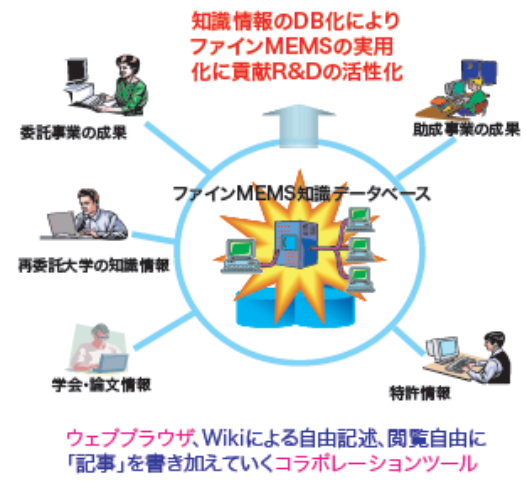 知識情報のDB化により
ファインMEMSの実用
化に貢献R&Dの活性化
委託事業の成果
助成事業の成果
ファインMEMS知識データベース
再委託大学の知識情報
学会・論文情報
特許情報
ウェブブラウザ、Wikiによる自由記述、閲覧自由に
「記事」を書き加えていくコラボレーションツール